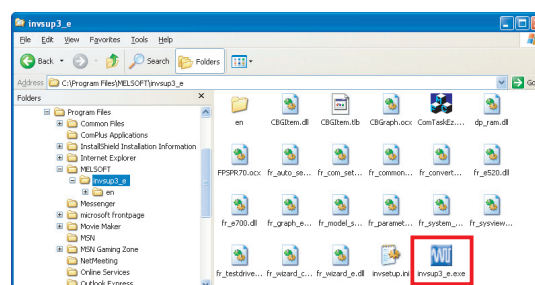 invsup3_e
File Edit View Favorites Tools Help
Back Search Folders
Address C:\Program Files\MELSOFT\invsup3_e Go
Folders
Program Files
Common Files
ComPlus Applications
InstallShield Installation Information
Internet Explorer
MELSOFT
invsup3_e
en
Messenger
microsoft frontpage
Movie Maker
MSN
MSN Gaming Zone
NetMeeting
Online Services
Outlook Express
en CBGItem.dll CBGItem.tlb CBGraph.ocx ComTaskEz.... dp_ram.dll
FPSPR70.ocx fr_auto_se... fr_com_set... fr_common... fr_convert... fr_e520.dll
fr_e700.dll fr_graph_e... fr_model_s... fr_paramet... fr_system_... fr_sysview...
fr_testdrive... fr_wizard_c... fr_wizard_e.dll invsetup.ini invsup3_e.exe